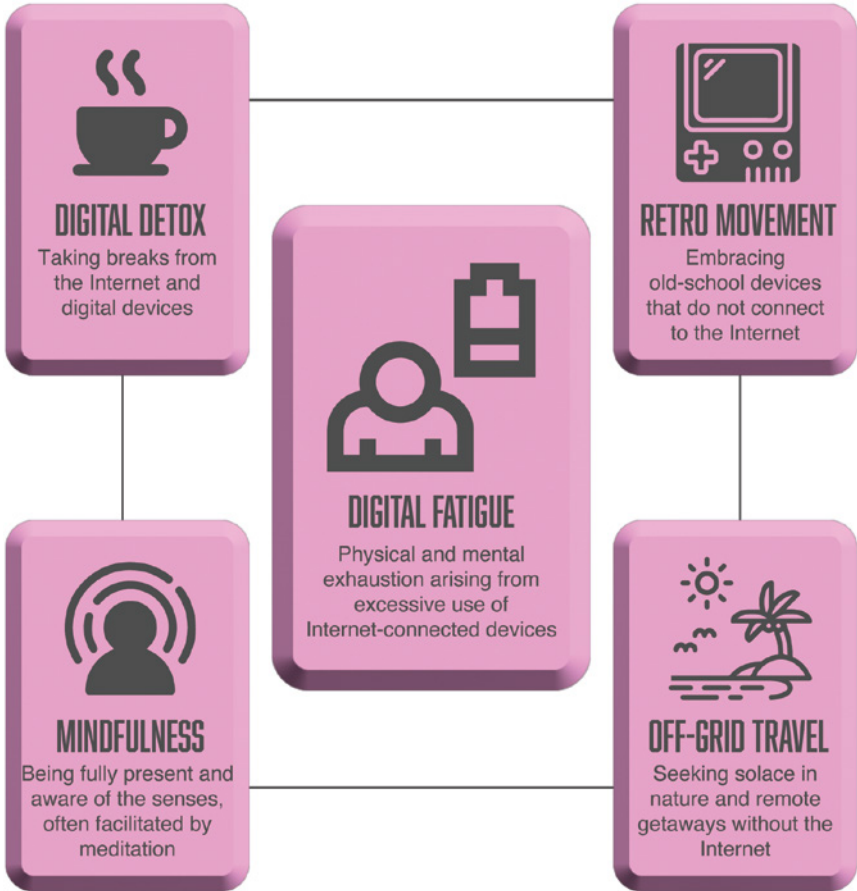 DIGITAL DETOX
Taking breaks from
the Internet and
digital devices
RETRO MOVEMENT
Embracing
old-school devices
that do not connect
to the Internet
DIGITAL FATIGUE
Physical and mental
exhaustion arising from
excessive use of
Internet-connected devices
MINDFULNESS
Being fully present and
aware of the senses,
often facilitated by
meditation
OFF-GRID TRAVEL
Seeking solace in
nature and remote
getaways without the
Internet